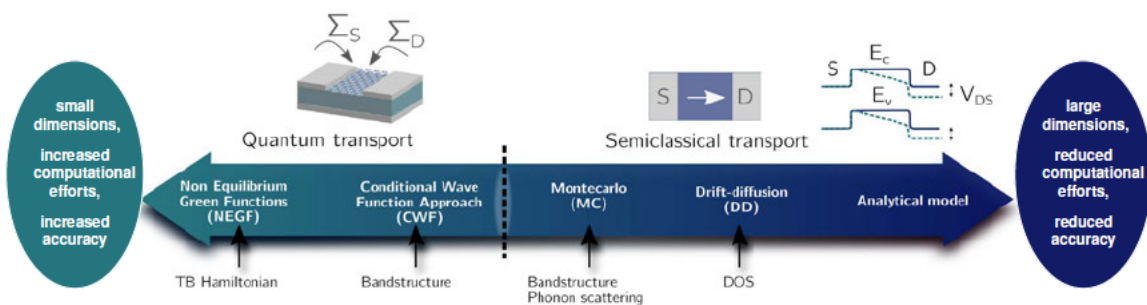 small
dimensions,
increased
computational
efforts,
increased
accuracy
Σ_S
Σ_D
Quantum transport
S
D
Semiclassical transport
S
E_c
D
E_v
V_DS
large
dimensions,
reduced
computational
efforts,
reduced
accuracy
Non Equilibrium
Green Functions
(NEGF)
Conditional Wave
Function Approach
(CWF)
Montecarlo
(MC)
Drift-diffusion
(DD)
Analytical model
TB Hamiltonian
Bandstructure
Bandstructure
Phonon scattering
DOS